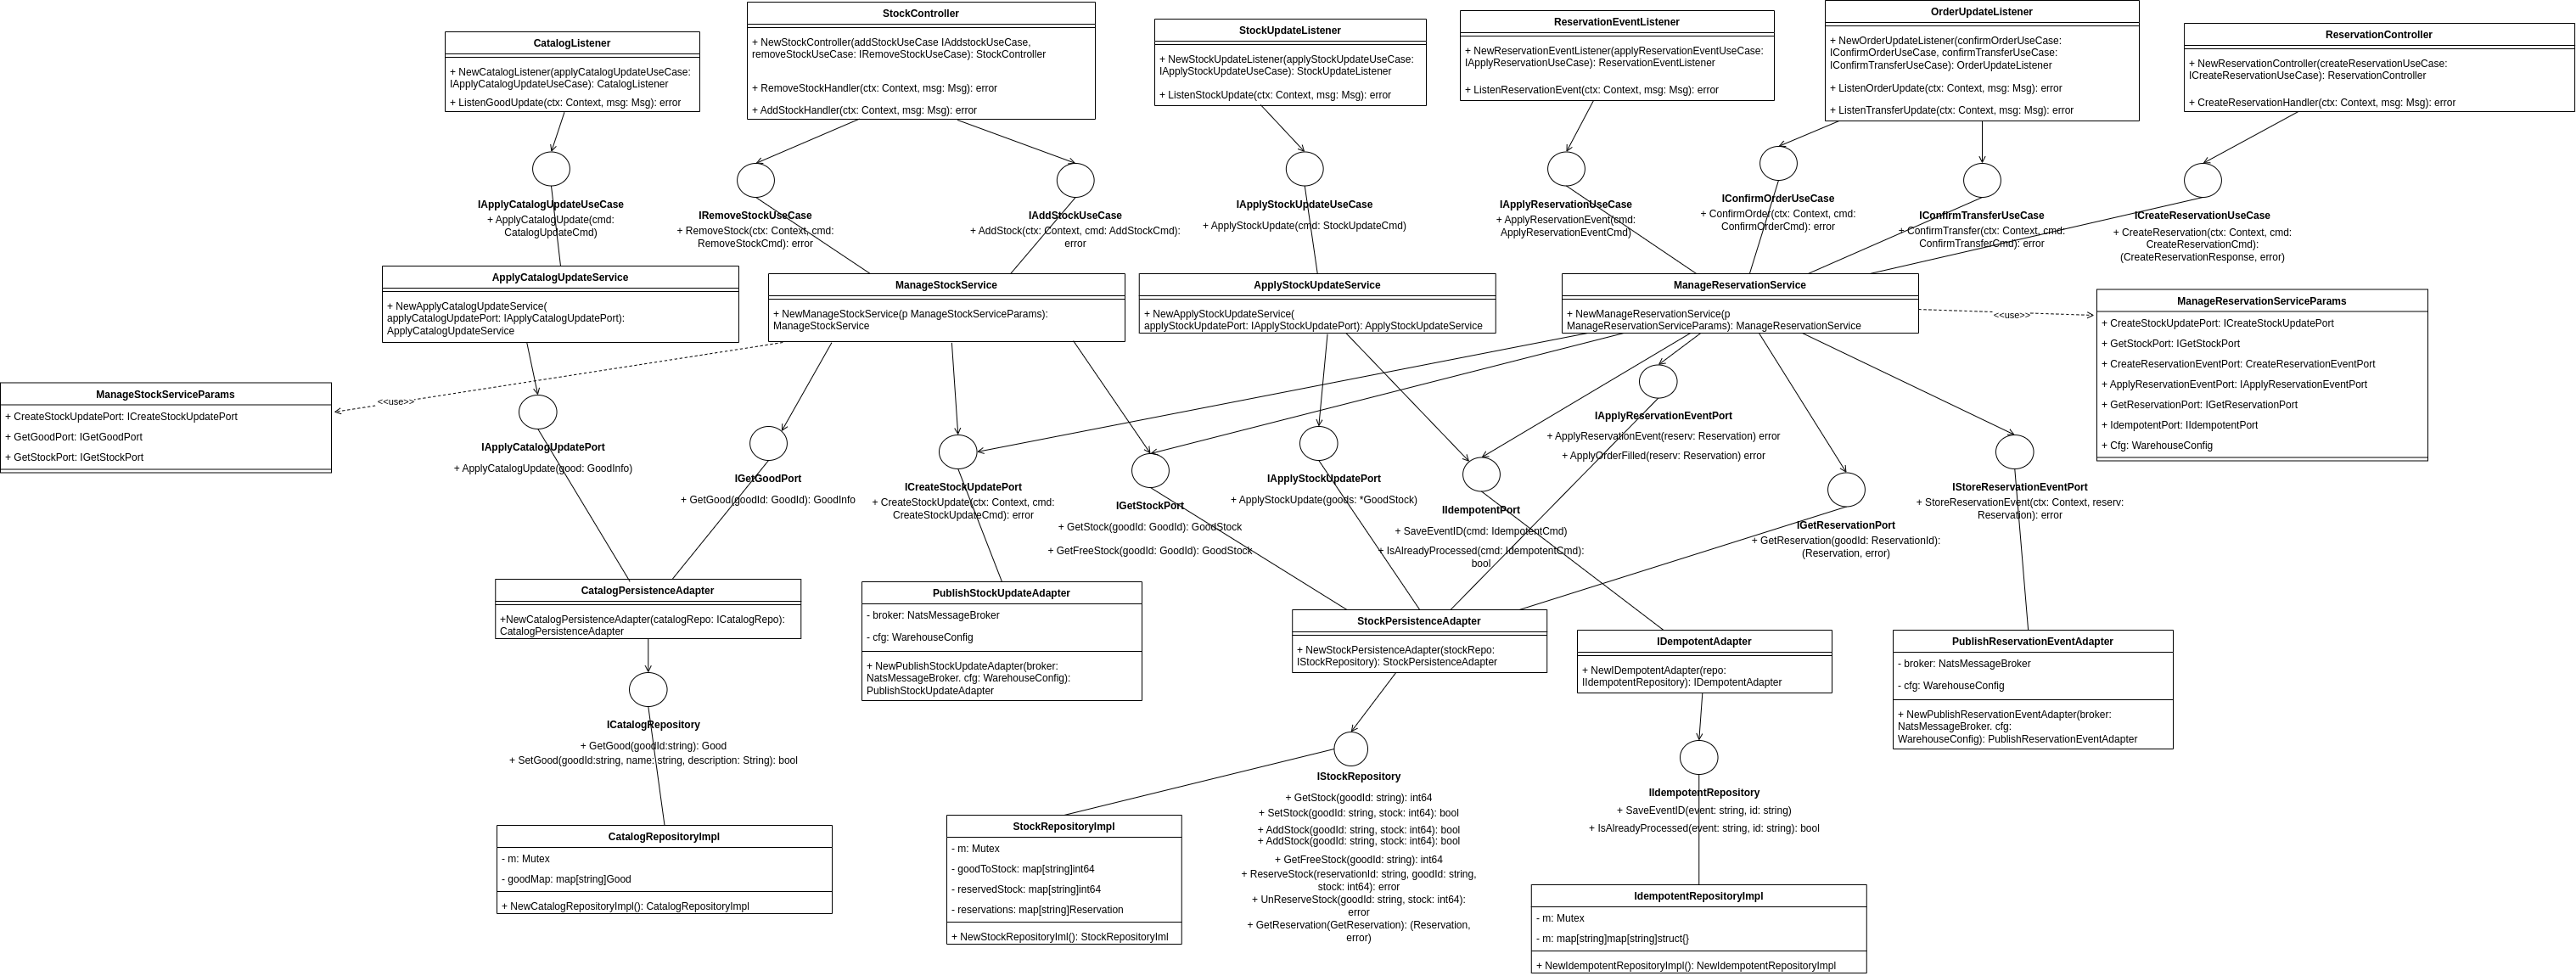 CatalogListener
+ NewCatalogListener(applyCatalogUpdateUseCase:
IApplyCatalogUpdateUseCase): CatalogListener
+ ListenGoodUpdate(ctx: Context, msg: Msg): error
StockController
+ NewStockController(addStockUseCase IAddstockUseCase,
removeStockUseCase: IRemoveStockUseCase): StockController
+ RemoveStockHandler(ctx: Context, msg: Msg): error
+ AddStockHandler(ctx: Context, msg: Msg): error
StockUpdateListener
+ NewStockUpdateListener(applyStockUpdateUseCase:
IApplyStockUpdateUseCase): StockUpdateListener
+ ListenStockUpdate(ctx: Context, msg: Msg): error
ReservationEventListener
+ NewReservationEventListener(applyReservationEventUseCase:
IApplyReservationUseCase): ReservationEventListener
+ ListenReservationEvent(ctx: Context, msg: Msg): error
OrderUpdateListener
+ NewOrderUpdateListener(confirmOrderUseCase:
IConfirmOrderUseCase, confirmTransferUseCase:
IConfirmTransferUseCase): OrderUpdateListener
+ ListenOrderUpdate(ctx: Context, msg: Msg): error
+ ListenTransferUpdate(ctx: Context, msg: Msg): error
ReservationController
+ NewReservationController(createReservationUseCase:
ICreateReservationUseCase): ReservationController
+ CreateReservationHandler(ctx: Context, msg: Msg): error
IApplyCatalogUpdateUseCase
+ ApplyCatalogUpdate(cmd:
CatalogUpdateCmd)
IRemoveStockUseCase
+ RemoveStock(ctx: Context, cmd:
RemoveStockCmd): error
IAddStockUseCase
+ AddStock(ctx: Context, cmd: AddStockCmd):
error
IApplyStockUpdateUseCase
+ ApplyStockUpdate(cmd: StockUpdateCmd)
IApplyReservationUseCase
+ ApplyReservationEvent(cmd:
ApplyReservationEventCmd)
IConfirmOrderUseCase
+ ConfirmOrder(ctx: Context, cmd:
ConfirmOrderCmd): error
IConfirmTransferUseCase
+ ConfirmTransfer(ctx: Context, cmd:
ConfirmTransferCmd): error
ICreateReservationUseCase
+ CreateReservation(ctx: Context, cmd:
CreateReservationCmd):
(CreateReservationResponse, error)
ApplyCatalogUpdateService
+ NewApplyCatalogUpdateService(
applyCatalogUpdatePort: IApplyCatalogUpdatePort):
ApplyCatalogUpdateService
ManageStockService
+ NewManageStockService(p ManageStockServiceParams):
ManageStockService
ApplyStockUpdateService
+ NewApplyStockUpdateService(
applyStockUpdatePort: IApplyStockUpdatePort): ApplyStockUpdateService
ManageReservationService
+ NewManageReservationService(p
ManageReservationServiceParams): ManageReservationService
<<use>>
ManageReservationServiceParams
+ CreateStockUpdatePort: ICreateStockUpdatePort
+ GetStockPort: IGetStockPort
+ CreateReservationEventPort: CreateReservationEventPort
+ ApplyReservationEventPort: IApplyReservationEventPort
+ GetReservationPort: IGetReservationPort
+ IdempotentPort: IIdempotentPort
+ Cfg: WarehouseConfig
ManageStockServiceParams
+ CreateStockUpdatePort: ICreateStockUpdatePort
+ GetGoodPort: IGetGoodPort
+ GetStockPort: IGetStockPort
<<use>>
IApplyCatalogUpdatePort
+ ApplyCatalogUpdate(good: GoodInfo)
IGetGoodPort
+ GetGood(goodId: GoodId): GoodInfo
ICreateStockUpdatePort
+ CreateStockUpdate(ctx: Context, cmd:
CreateStockUpdateCmd): error
IGetStockPort
+ GetStock(goodId: GoodId): GoodStock
+ GetFreeStock(goodId: GoodId): GoodStock
IApplyStockUpdatePort
+ ApplyStockUpdate(goods: *GoodStock)
IIdempotentPort
+ SaveEventID(cmd: IdempotentCmd)
+ IsAlreadyProcessed(cmd: IdempotentCmd):
bool
IApplyReservationEventPort
+ ApplyReservationEvent(reserv: Reservation) error
+ ApplyOrderFilled(reserv: Reservation) error
IGetReservationPort
+ GetReservation(goodId: ReservationId):
(Reservation, error)
IStoreReservationEventPort
+ StoreReservationEvent(ctx: Context, reserv:
Reservation): error
CatalogPersistenceAdapter
+NewCatalogPersistenceAdapter(catalogRepo: ICatalogRepo):
CatalogPersistenceAdapter
PublishStockUpdateAdapter
- broker: NatsMessageBroker
- cfg: WarehouseConfig
+ NewPublishStockUpdateAdapter(broker:
NatsMessageBroker. cfg: WarehouseConfig):
PublishStockUpdateAdapter
StockPersistenceAdapter
+ NewStockPersistenceAdapter(stockRepo:
IStockRepository): StockPersistenceAdapter
IDempotentAdapter
+ NewIDempotentAdapter(repo:
IIdempotentRepository): IDempotentAdapter
PublishReservationEventAdapter
- broker: NatsMessageBroker
- cfg: WarehouseConfig
+ NewPublishReservationEventAdapter(broker:
NatsMessageBroker. cfg:
WarehouseConfig): PublishReservationEventAdapter
ICatalogRepository
+ GetGood(goodId:string): Good
+ SetGood(goodId:string, name: string, description: String): bool
IStockRepository
+ GetStock(goodId: string): int64
+ SetStock(goodId: string, stock: int64): bool
+ AddStock(goodId: string, stock: int64): bool
+ AddStock(goodId: string, stock: int64): bool
+ GetFreeStock(goodId: string): int64
+ ReserveStock(reservationId: string, goodId: string,
stock: int64): error
+ UnReserveStock(goodId: string, stock: int64):
error
+ GetReservation(GetReservation): (Reservation,
error)
IIdempotentRepository
+ SaveEventID(event: string, id: string)
+ IsAlreadyProcessed(event: string, id: string): bool
CatalogRepositoryImpl
- m: Mutex
- goodMap: map[string]Good
+ NewCatalogRepositoryImpl(): CatalogRepositoryImpl
StockRepositoryImpl
- m: Mutex
- goodToStock: map[string]int64
- reservedStock: map[string]int64
- reservations: map[string]Reservation
+ NewStockRepositoryIml(): StockRepositoryIml
IdempotentRepositoryImpl
- m: Mutex
- m: map[string]map[string]struct{}
+ NewIdempotentRepositoryImpl(): NewIdempotentRepositoryImpl